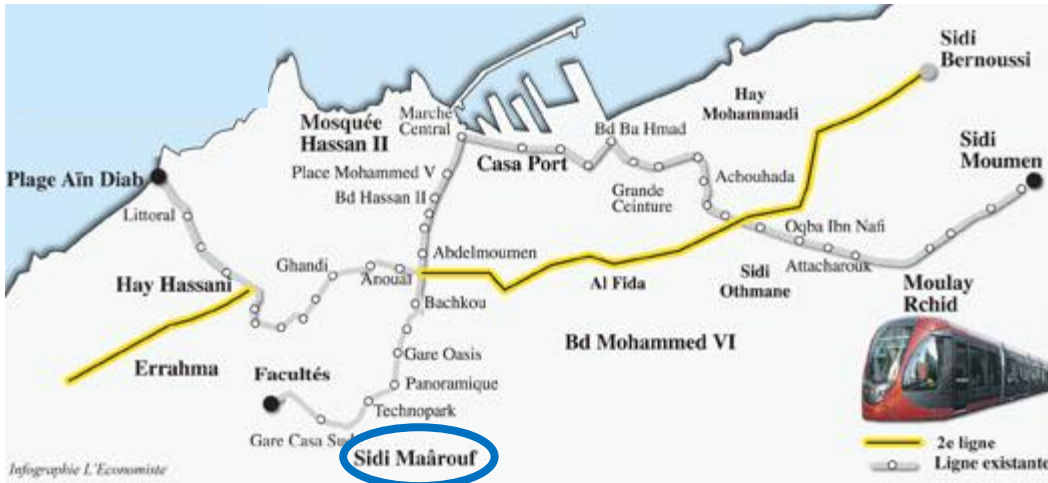 Sidi
Bernoussi
Hay
Mohammadi
Marché
Central
Mosquée
Hassan II
Bd Ba Hmad
Sidi
Moumen
Casa Port
Plage Aïn Diab
Place Mohammed V
Achouhada
Bd Hassan II
Grande
Ceinture
Littoral
Oqba Ibn Nafi
Abdelmoumen
Ghandi
Attacharouk
Hay Hassani
Anoual
Al Fida
Sidi
Othmane
Moulay
Rchid
Bachkou
Bd Mohammed VI
Gare Oasis
Errahma
Facultés
Panoramique
Technopark
Gare Casa Sud
Sidi Maârouf
2e ligne
Ligne existante
Infographie L'Economiste